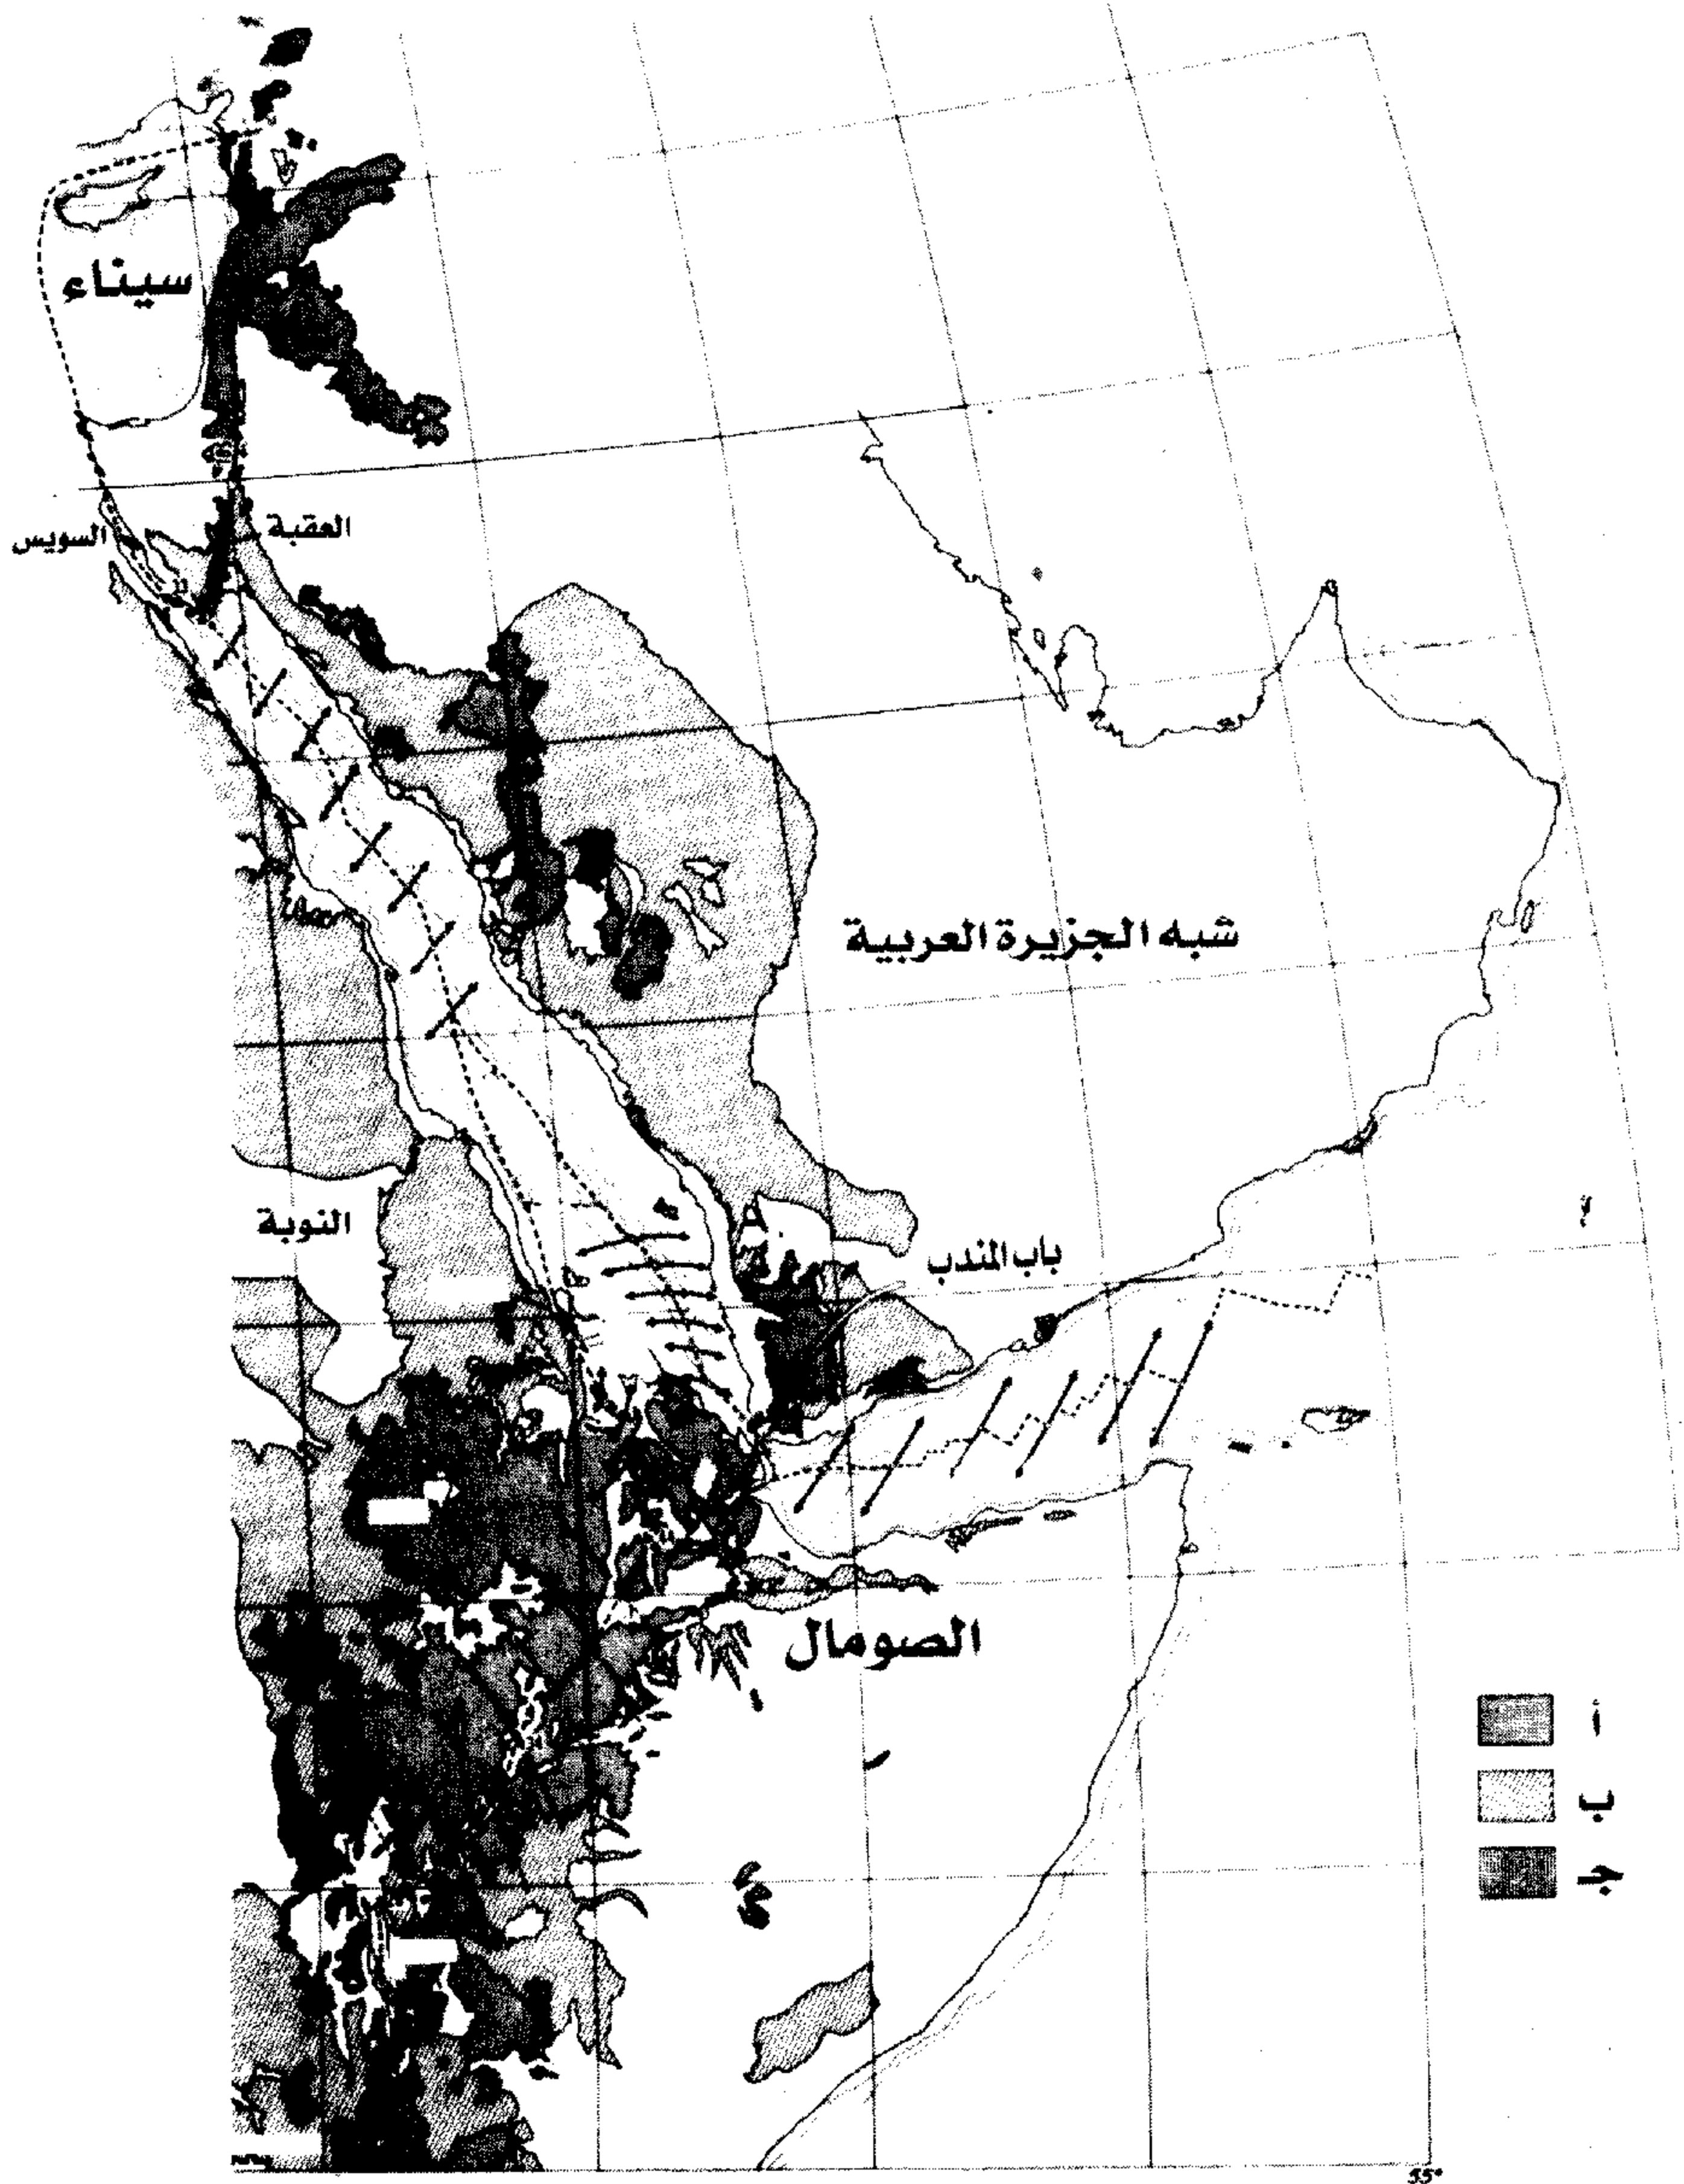 سيناء
العقبة
السويس
شبه الجزيرة العربية
النوبة
باب المندب
الصومال
أ
ب
جـ
55°